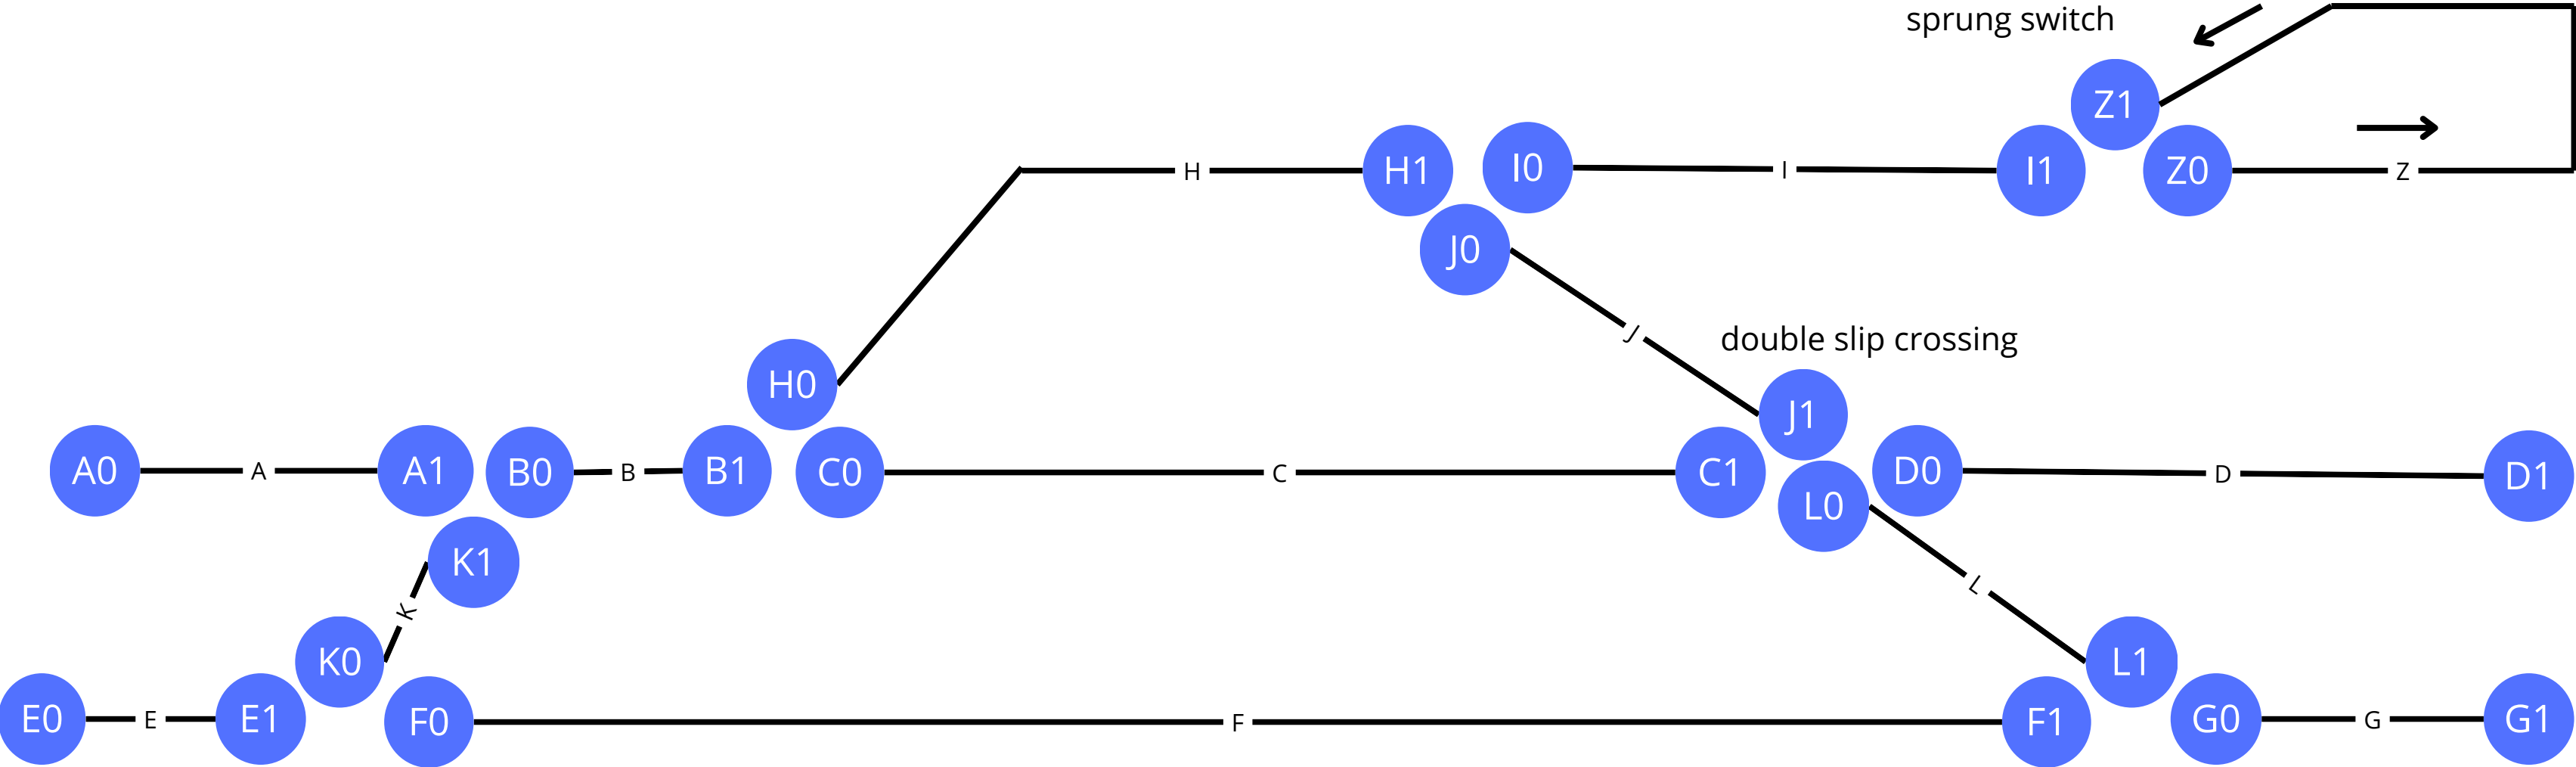 sprung switch
Z1
H1
I0
I1
Z0
H
I
Z
J0
J
double slip crossing
H0
J1
A0
A
A1
B0
B
B1
C0
C
C1
D0
D
D1
L0
K1
L
K
K0
L1
E0
E
E1
F0
F
F1
G0
G
G1